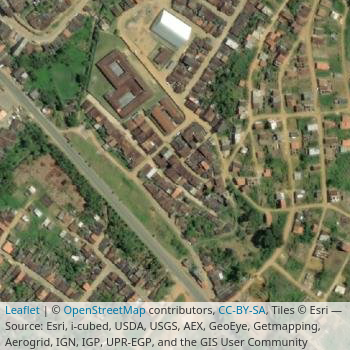 Leaflet | © OpenStreetMap contributors, CC-BY-SA, Tiles © Esri —
Source: Esri, i-cubed, USDA, USGS, AEX, GeoEye, Getmapping,
Aerogrid, IGN, IGP, UPR-EGP, and the GIS User Community